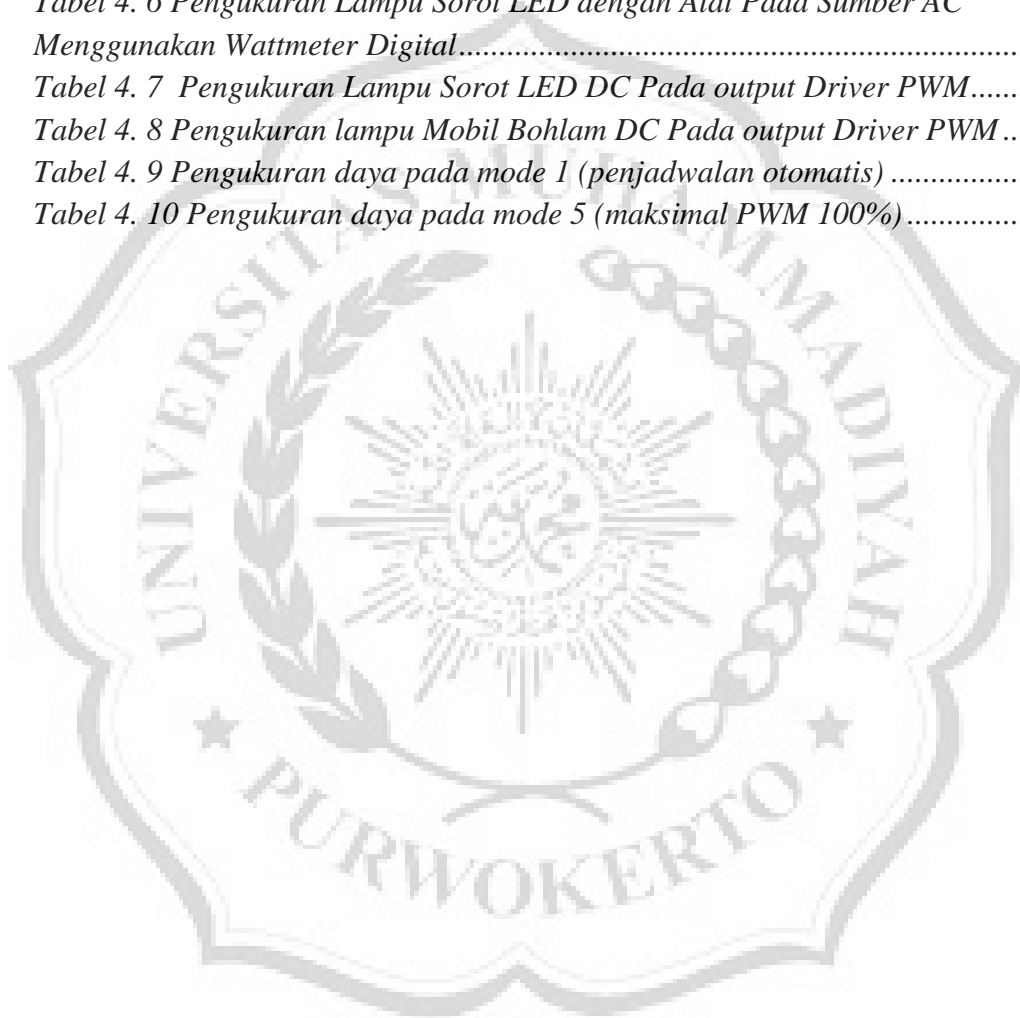 Tabel 4. 6 Pengukuran Lampu Sorot LED dengan Alat Pada Sumber AC
Menggunakan Wattmeter Digital......................................................................
Tabel 4. 7  Pengukuran Lampu Sorot LED DC Pada output Driver PWM......
Tabel 4. 8 Pengukuran lampu Mobil Bohlam DC Pada output Driver PWM ..
Tabel 4. 9 Pengukuran daya pada mode 1 (penjadwalan otomatis) ................
Tabel 4. 10 Pengukuran daya pada mode 5 (maksimal PWM 100%)..............
UNIVERSITAS MUHAMMADIYAH
PURWOKERTO